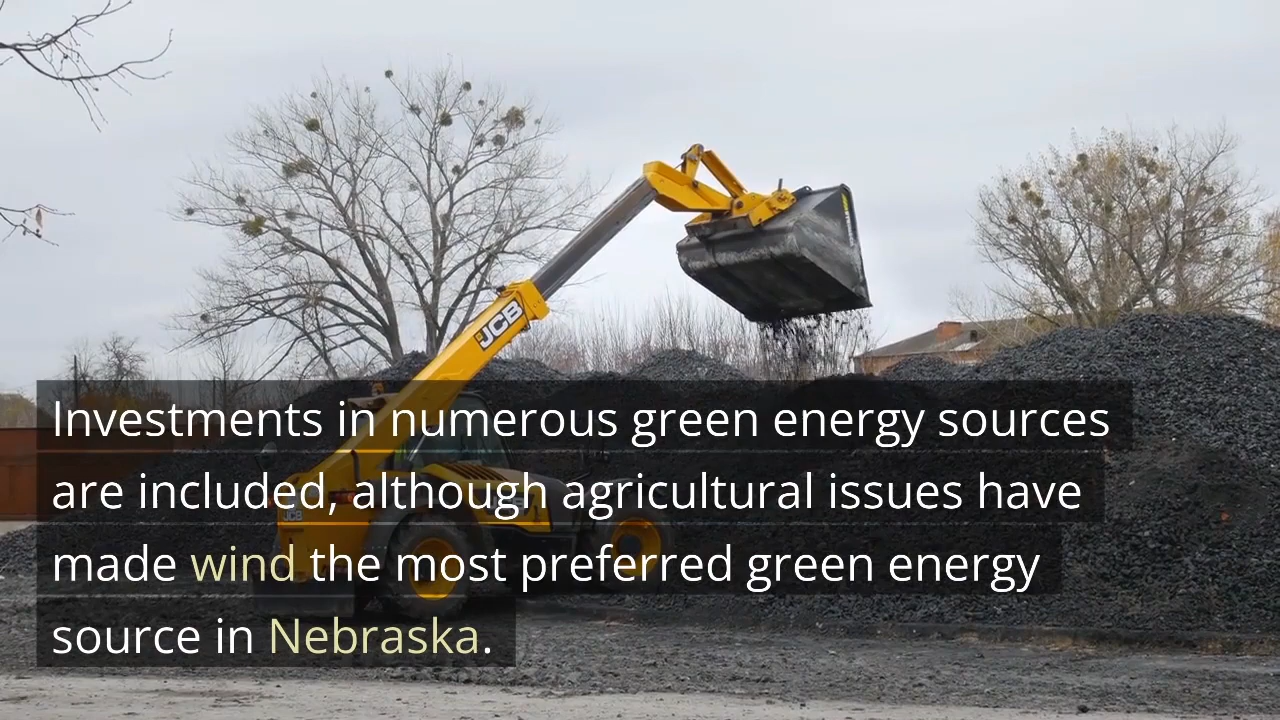 JCB
Investments in numerous green energy sources
are included, although agricultural issues have
JCB
made wind the most preferred green energy
source in Nebraska.